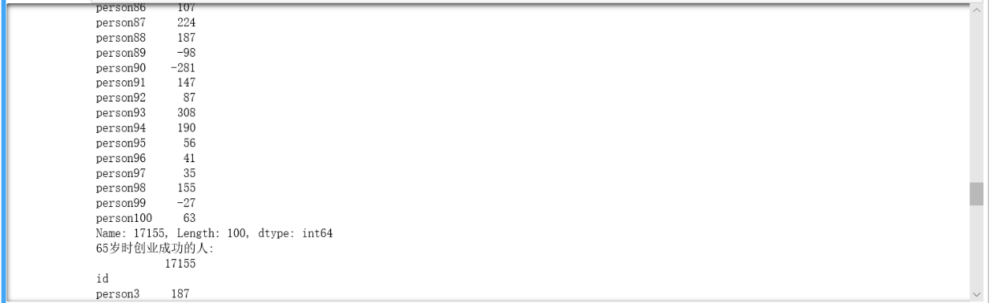 person86     107
person87     224
person88     187
person89     -98
person90    -281
person91     147
person92      87
person93     308
person94     190
person95      56
person96      41
person97      35
person98     155
person99     -27
person100     63
Name: 17155, Length: 100, dtype: int64
65岁时创业成功的人:
           17155
id
person3     187